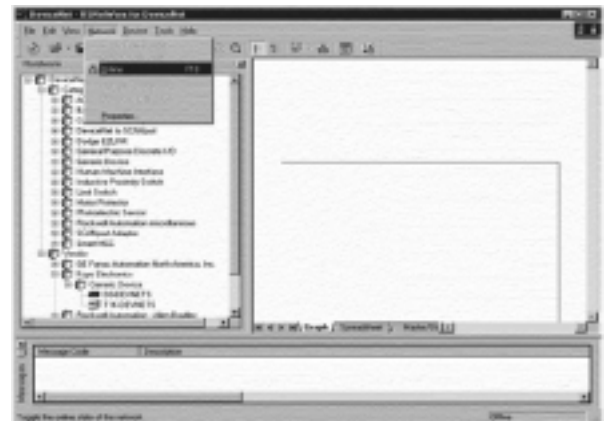 DeviceNet - RSNetWorx for DeviceNet
File Edit View Network Device Tools Help
Hardware
Online
Properties...
DeviceNet to SCANport
Dodge EZLINK
General Purpose Discrete I/O
Generic Device
Human Machine Interface
Inductive Proximity Switch
Limit Switch
Motor Protector
Photoelectric Sensor
Rockwell Automation miscellaneous
SCANport Adapter
Smart MCC
Vendor
GE Fanuc Automation North America, Inc.
Electronics
Generic Device
Rockwell Automation - Allen-Bradley
Graph
Spreadsheet
Master/Sl
Messages
Message Code
Description
Toggle the online state of the network
Offline